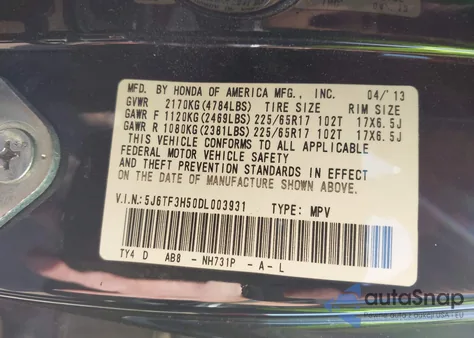 MFD. BY HONDA OF AMERICA MFG., INC. 04/'13
GVWR 2170KG(4784LBS) TIRE SIZE RIM SIZE
GAWR F 1120KG(2469LBS) 225/65R17 102T 17X6.5J
GAWR R 1080KG(2381LBS) 225/65R17 102T 17X6.5J
THIS VEHICLE CONFORMS TO ALL APPLICABLE
FEDERAL MOTOR VEHICLE SAFETY
AND THEFT PREVENTION STANDARDS IN EFFECT
ON THE DATE OF MANUFACTURE SHOWN ABOVE.
V.I.N.:5J6TF3H50DL003931 TYPE: MPV
TY4 D AB8 - NH731P -A-L
autoSnap